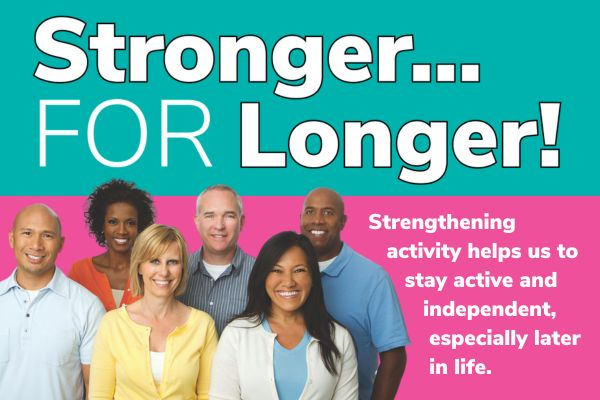 Stronger...
FOR Longer!
Strengthening
activity helps us to
stay active and
independent,
especially later
in life.